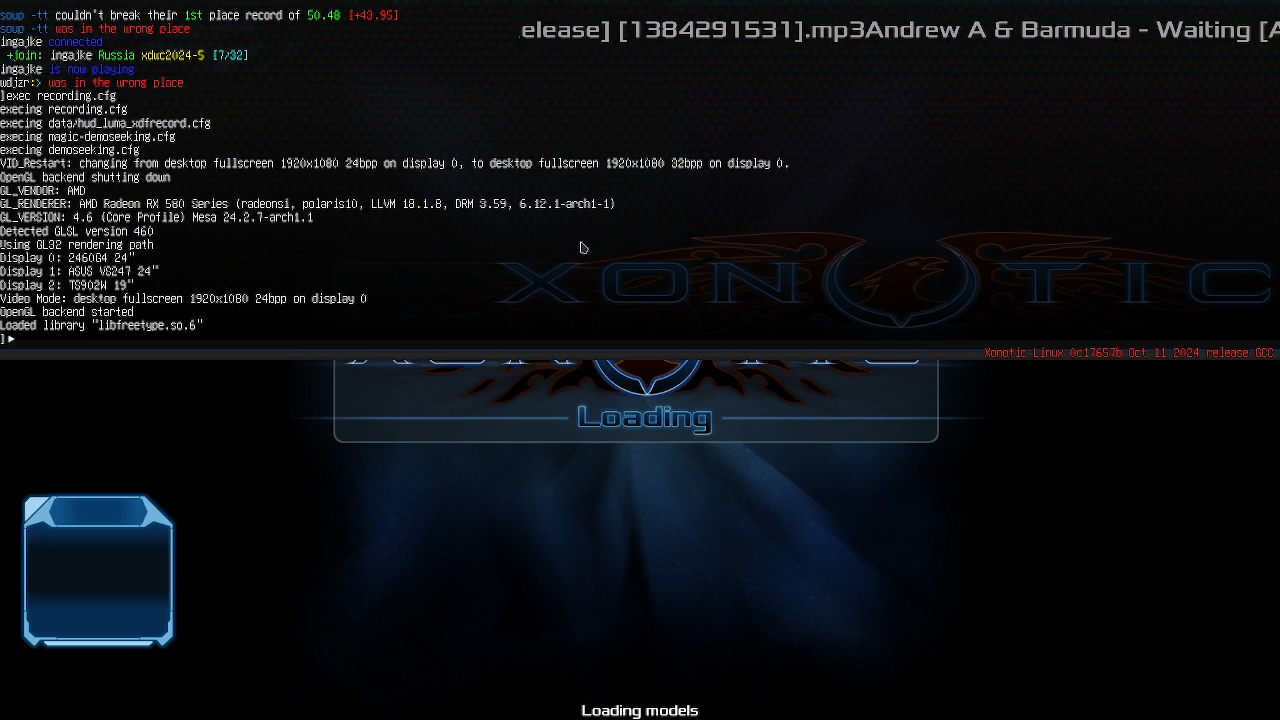 soup -tt couldn't break their 1st place record of 50.40 [+43.95]
soup -tt was in the wrong place
elease] [1384291531].mp3Andrew A & Barmuda - Waiting [A
ingajke connected
+join: ingajke Russia xdwc2024-5 [7/32]
ingajke is now playing
wdjzr:> was in the wrong place
]exec recording.cfg
execing recording.cfg
execing data/hud_luma_xdfrecord.cfg
execing magic-demoseeking.cfg
execing demoseeking.cfg
VID_Restart: changing from desktop fullscreen 1920x1080 24bpp on display 0, to desktop fullscreen 1920x1080 32bpp on display 0.
OpenGL backend shutting down
GL_VENDOR: AMD
GL_RENDERER: AMD Radeon RX 580 Series (radeonsi, polaris10, LLVM 18.1.8, DRM 3.59, 6.12.1-arch1-1)
GL_VERSION: 4.6 (Core Profile) Mesa 24.2.7-arch1.1
Detected GLSL version 460
Using GL32 rendering path
Display 0: 2460G4 24"
XONOTIC
Display 1: ASUS VS247 24"
Display 2: TS902W 19"
Video Mode: desktop fullscreen 1920x1080 24bpp on display 0
OpenGL backend started
Loaded library "libfreetype.so.6"
]
Xonotic Linux 0c17657b Oct 11 2024 release GCC
Loading
Loading models